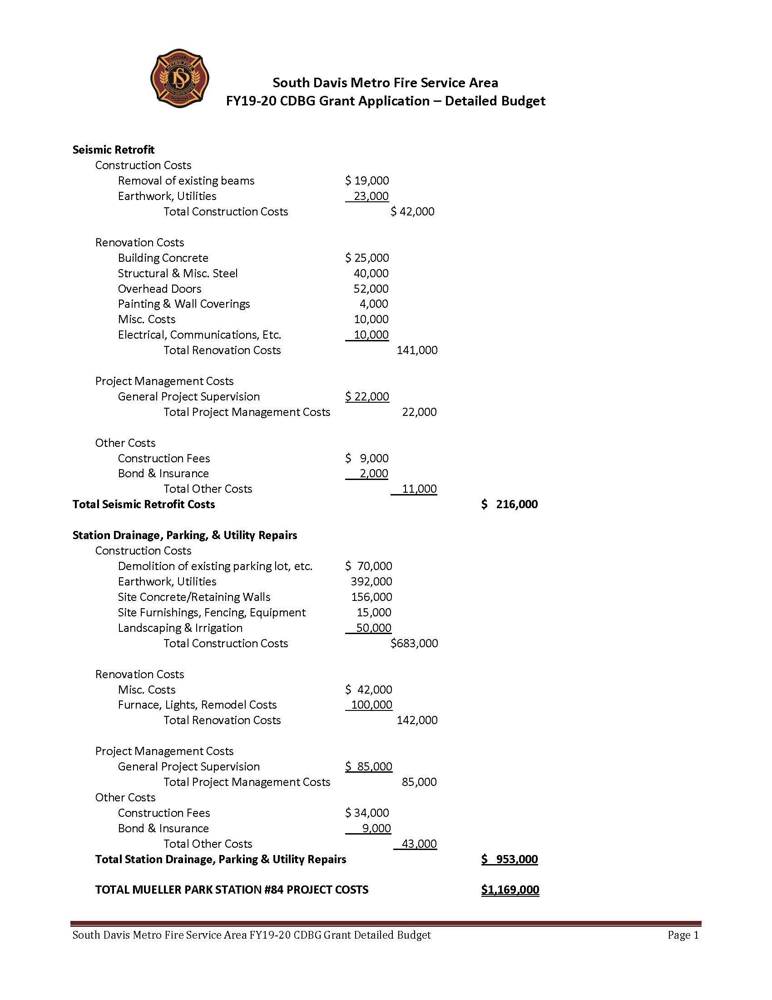 UNITY
METRO FIRE
SD
SOUTH DAVIS CITIES
South Davis Metro Fire Service Area
FY19-20 CDBG Grant Application – Detailed Budget
Seismic Retrofit
Construction Costs
Removal of existing beams $ 19,000
Earthwork, Utilities 23,000
Total Construction Costs $ 42,000
Renovation Costs
Building Concrete $ 25,000
Structural & Misc. Steel 40,000
Overhead Doors 52,000
Painting & Wall Coverings 4,000
Misc. Costs 10,000
Electrical, Communications, Etc. 10,000
Total Renovation Costs 141,000
Project Management Costs
General Project Supervision $ 22,000
Total Project Management Costs 22,000
Other Costs
Construction Fees $ 9,000
Bond & Insurance 2,000
Total Other Costs 11,000
Total Seismic Retrofit Costs $ 216,000
Station Drainage, Parking, & Utility Repairs
Construction Costs
Demolition of existing parking lot, etc. $ 70,000
Earthwork, Utilities 392,000
Site Concrete/Retaining Walls 156,000
Site Furnishings, Fencing, Equipment 15,000
Landscaping & Irrigation 50,000
Total Construction Costs $683,000
Renovation Costs
Misc. Costs $ 42,000
Furnace, Lights, Remodel Costs 100,000
Total Renovation Costs 142,000
Project Management Costs
General Project Supervision $ 85,000
Total Project Management Costs 85,000
Other Costs
Construction Fees $ 34,000
Bond & Insurance 9,000
Total Other Costs 43,000
Total Station Drainage, Parking & Utility Repairs $ 953,000
TOTAL MUELLER PARK STATION #84 PROJECT COSTS $1,169,000
South Davis Metro Fire Service Area FY19-20 CDBG Grant Detailed Budget Page 1